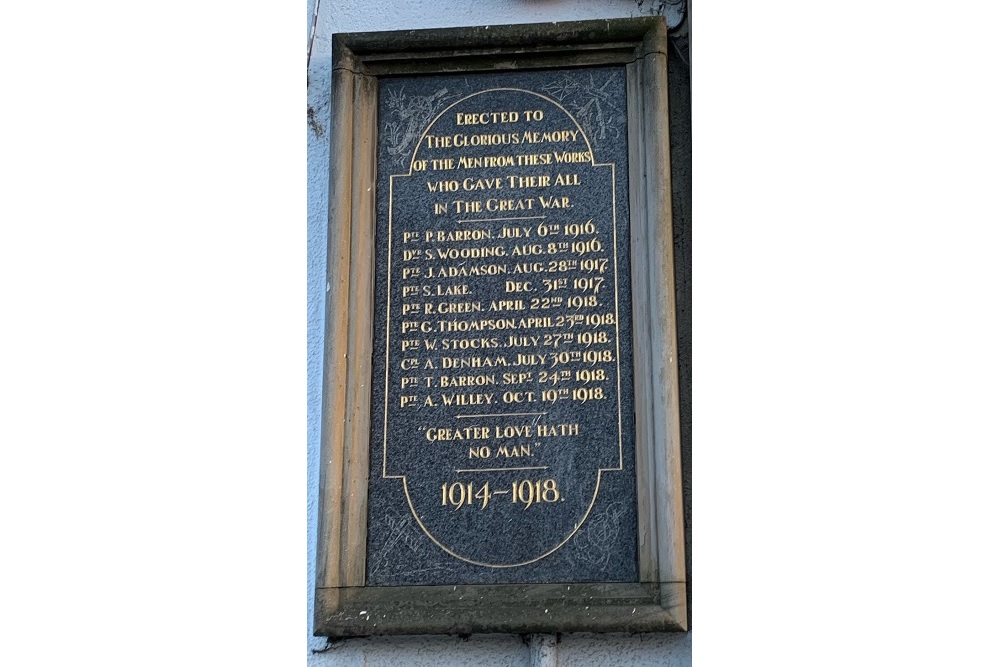 ERECTED TO
THE GLORIOUS MEMORY
OF THE MEN FROM THESE WORKS
WHO GAVE THEIR ALL
IN THE GREAT WAR.
PTE P. BARRON. JULY 6TH 1916.
DVR S. WOODING. AUG. 8TH 1916.
PTE J. ADAMSON. AUG. 28TH 1917.
PTE S. LAKE. DEC. 31ST 1917.
PTE R. GREEN. APRIL 22ND 1918.
PTE G. THOMPSON. APRIL 23RD 1918.
PTE W. STOCKS. JULY 27TH 1918.
CPL A. DENHAM. JULY 30TH 1918.
PTE T. BARRON. SEPT. 24TH 1918.
PTE A. WILLEY. OCT. 19TH 1918.
"GREATER LOVE HATH
NO MAN."
1914-1918.